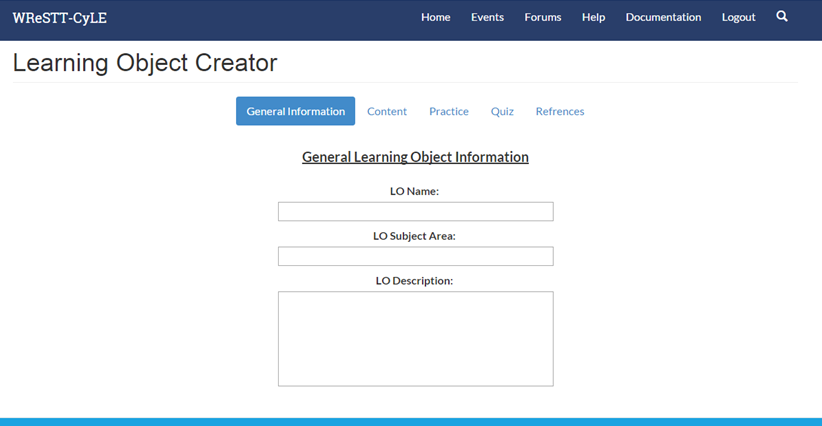 WReSTT-CyLE Home Events Forums Help Documentation Logout
Learning Object Creator
General Information Content Practice Quiz Refrences
General Learning Object Information
LO Name:
LO Subject Area:
LO Description: